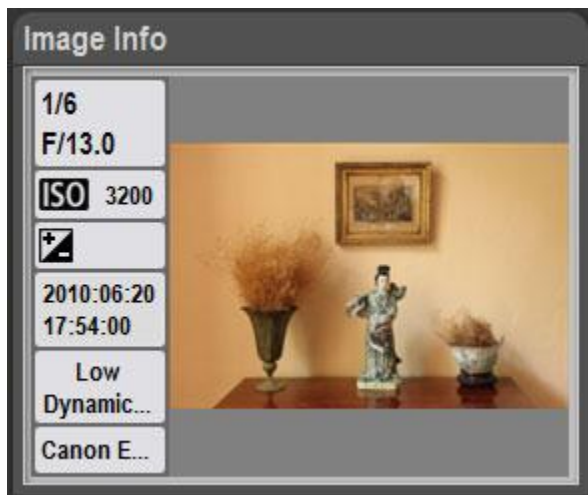 Image Info
1/6
F/13.0
ISO 3200
2010:06:20
17:54:00
Low
Dynamic...
Canon E...